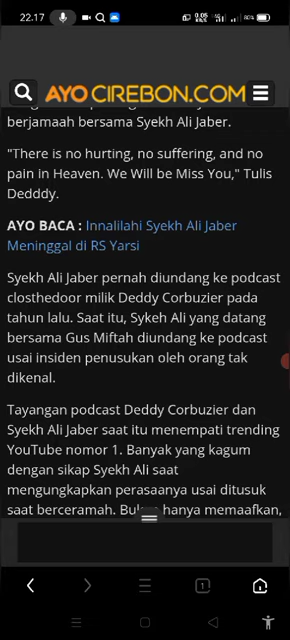 22.17
80%
AYOCIREBON.COM
berjamaah bersama Syekh Ali Jaber.
"There is no hurting, no suffering, and no
pain in Heaven. We Will be Miss You," Tulis
Dedddy.
AYO BACA : Innalilahi Syekh Ali Jaber
Meninggal di RS Yarsi
Syekh Ali Jaber pernah diundang ke podcast
closthedoor milik Deddy Corbuzier pada
tahun lalu. Saat itu, Sykeh Ali yang datang
bersama Gus Miftah diundang ke podcast
usai insiden penusukan oleh orang tak
dikenal.
Tayangan podcast Deddy Corbuzier dan
Syekh Ali Jaber saat itu menempati trending
YouTube nomor 1. Banyak yang kagum
dengan sikap Syekh Ali saat
mengungkapkan perasaanya usai ditusuk
saat berceramah. hanya memaafkan,
1